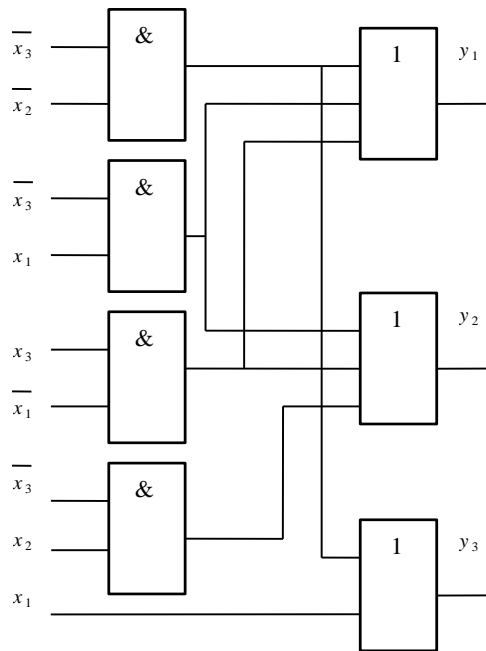 x̅₃ & 1 y₁
x̅₂
x̅₃ &
x₁
x₃ & 1 y₂
x̅₁
x̅₃ &
x₂ 1 y₃
x₁